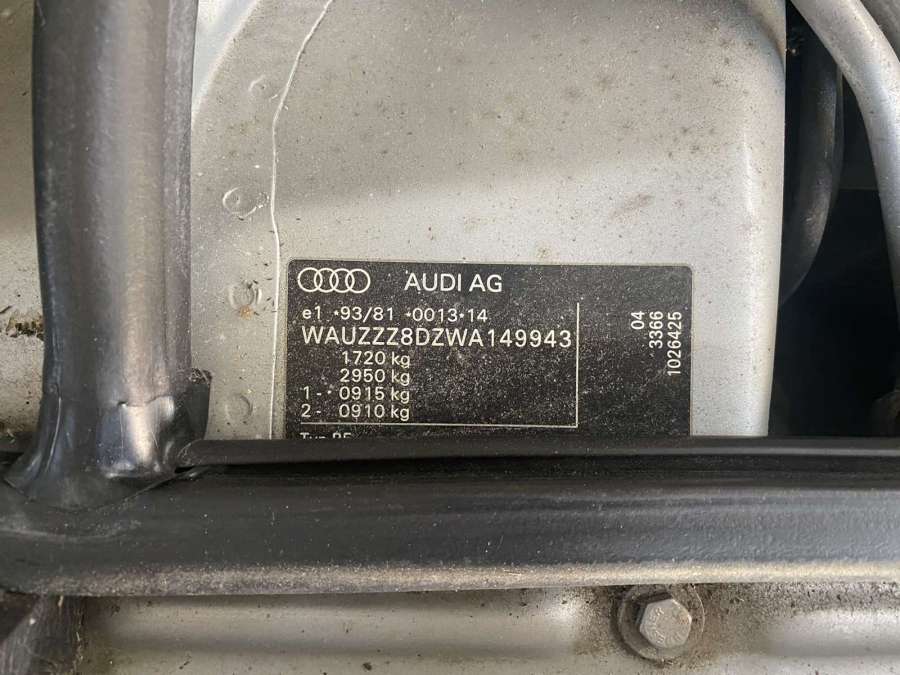 AUDI AG
e1 *93/81 *0013*14
WAUZZZ8DZWA149943
1720 kg
2950 kg
1 - 0915 kg
2 - 0910 kg
Typ
04
3366
1026425